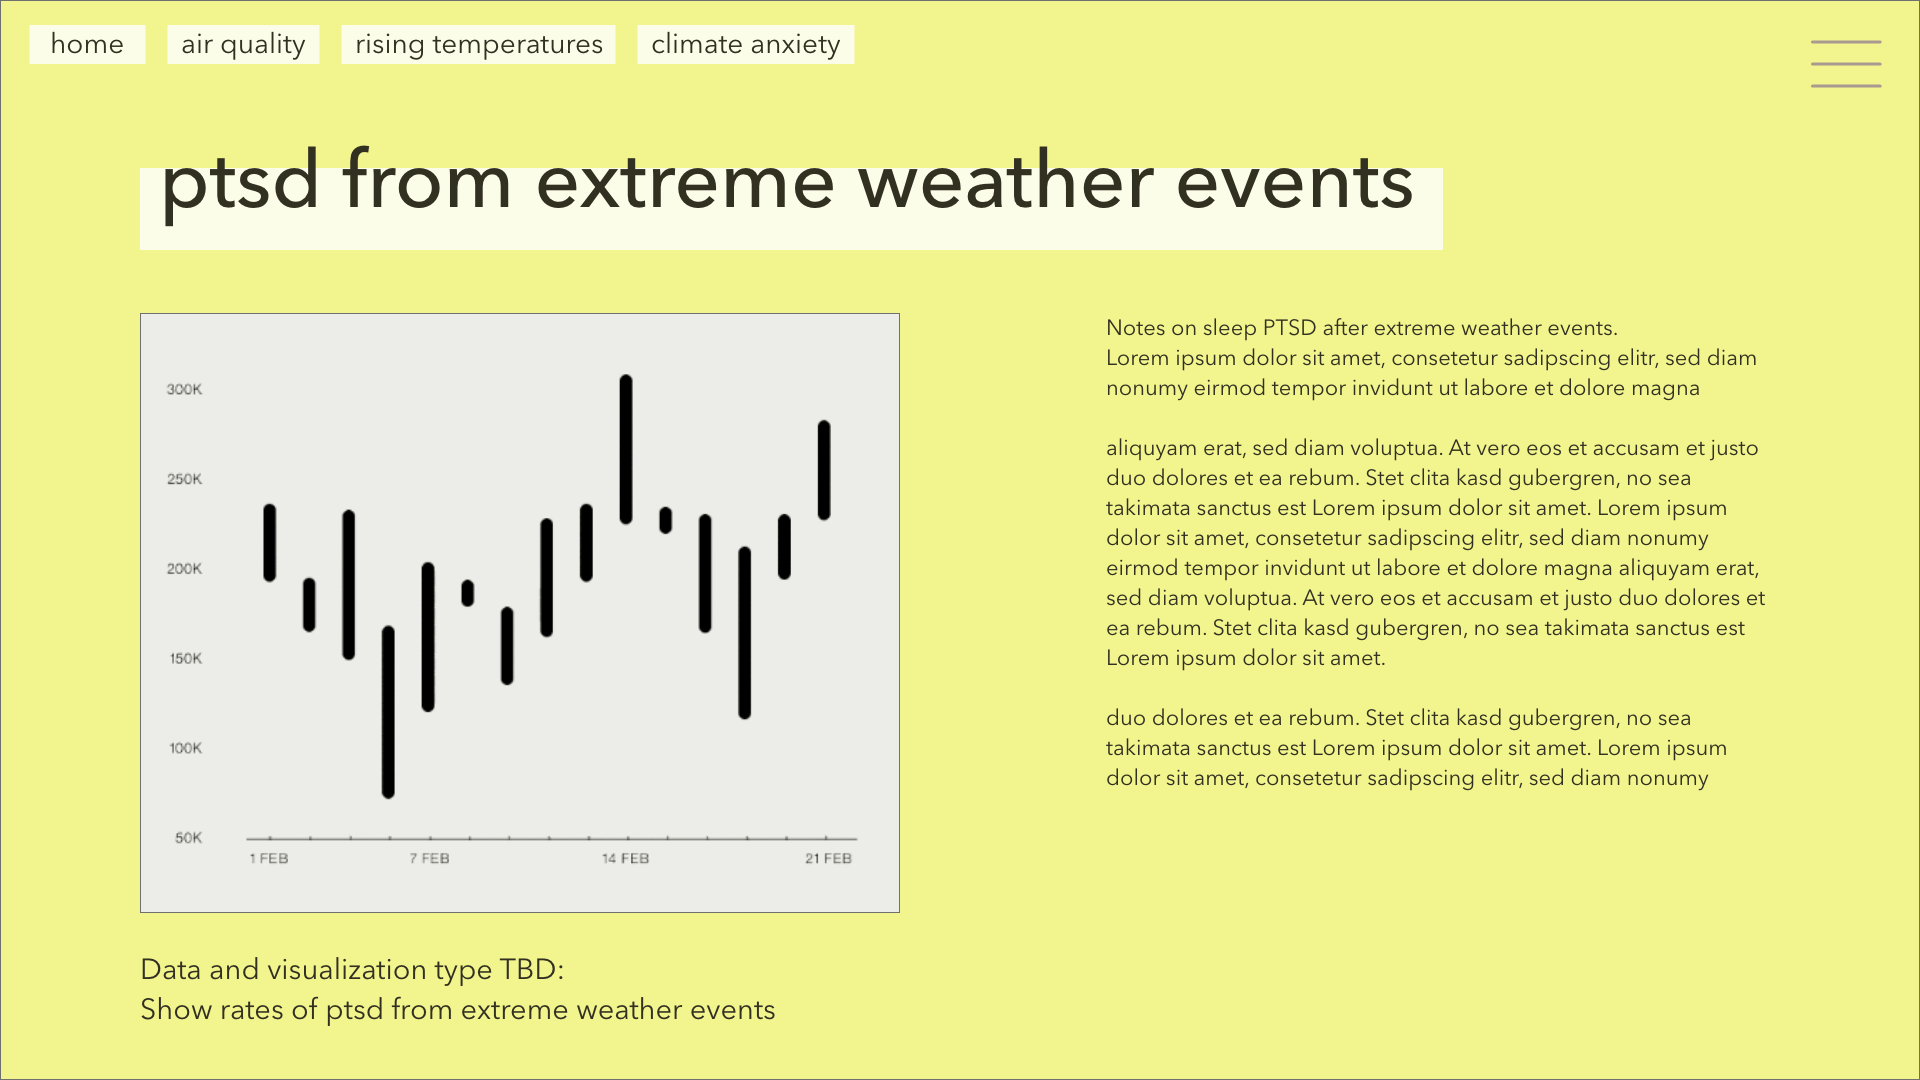 home
air quality
rising temperatures
climate anxiety
ptsd from extreme weather events
300K
250K
200K
150K
100K
50K
1 FEB
7 FEB
14 FEB
21 FEB
Data and visualization type TBD:
Show rates of ptsd from extreme weather events
Notes on sleep PTSD after extreme weather events.
Lorem ipsum dolor sit amet, consetetur sadipscing elitr, sed diam
nonumy eirmod tempor invidunt ut labore et dolore magna
aliquyam erat, sed diam voluptua. At vero eos et accusam et justo
duo dolores et ea rebum. Stet clita kasd gubergren, no sea
takimata sanctus est Lorem ipsum dolor sit amet. Lorem ipsum
dolor sit amet, consetetur sadipscing elitr, sed diam nonumy
eirmod tempor invidunt ut labore et dolore magna aliquyam erat,
sed diam voluptua. At vero eos et accusam et justo duo dolores et
ea rebum. Stet clita kasd gubergren, no sea takimata sanctus est
Lorem ipsum dolor sit amet.
duo dolores et ea rebum. Stet clita kasd gubergren, no sea
takimata sanctus est Lorem ipsum dolor sit amet. Lorem ipsum
dolor sit amet, consetetur sadipscing elitr, sed diam nonumy